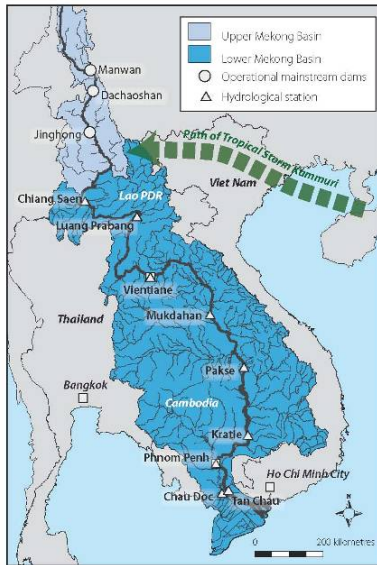 Upper Mekong Basin
Lower Mekong Basin
Operational mainstream dams
Hydrological station
Manwan
Dachaoshan
Jinghong
Path of Tropical Storm Kammuri
Viet Nam
Chiang Saen
Lao PDR
Luang Prabang
Vientiane
Thailand
Mukdahan
Pakse
Bangkok
Cambodia
Kratie
Phnom Penh
Ho Chi Minh City
Chau Doc
Tan Chau
N
0
200 kilometres